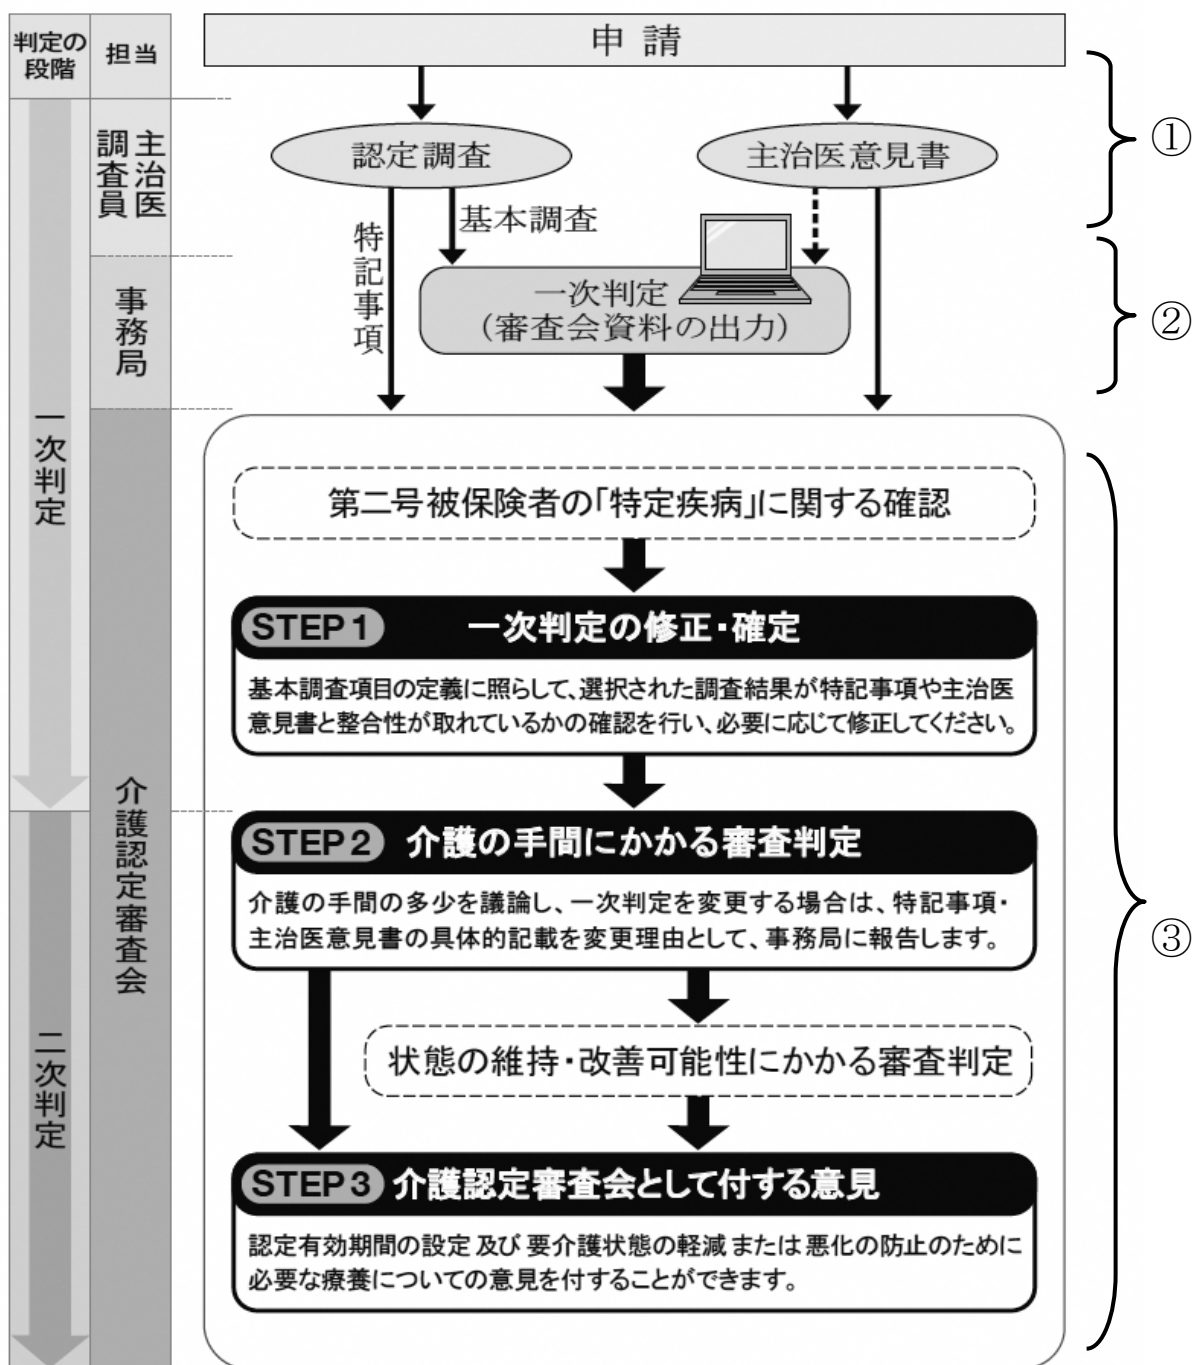 判定の
段階
担当
申請
①
主治医
調査員
認定調査
主治医意見書
基本調査
特記事項
事務局
一次判定
(審査会資料の出力)
②
一次判定
第二号被保険者の「特定疾病」に関する確認
STEP1 一次判定の修正・確定
基本調査項目の定義に照らして、選択された調査結果が特記事項や主治医
意見書と整合性が取れているかの確認を行い、必要に応じて修正してください。
介護認定審査会
STEP2 介護の手間にかかる審査判定
介護の手間の多少を議論し、一次判定を変更する場合は、特記事項・
主治医意見書の具体的記載を変更理由として、事務局に報告します。
③
二次判定
状態の維持・改善可能性にかかる審査判定
STEP3 介護認定審査会として付する意見
認定有効期間の設定及び要介護状態の軽減または悪化の防止のために
必要な療養についての意見を付することができます。